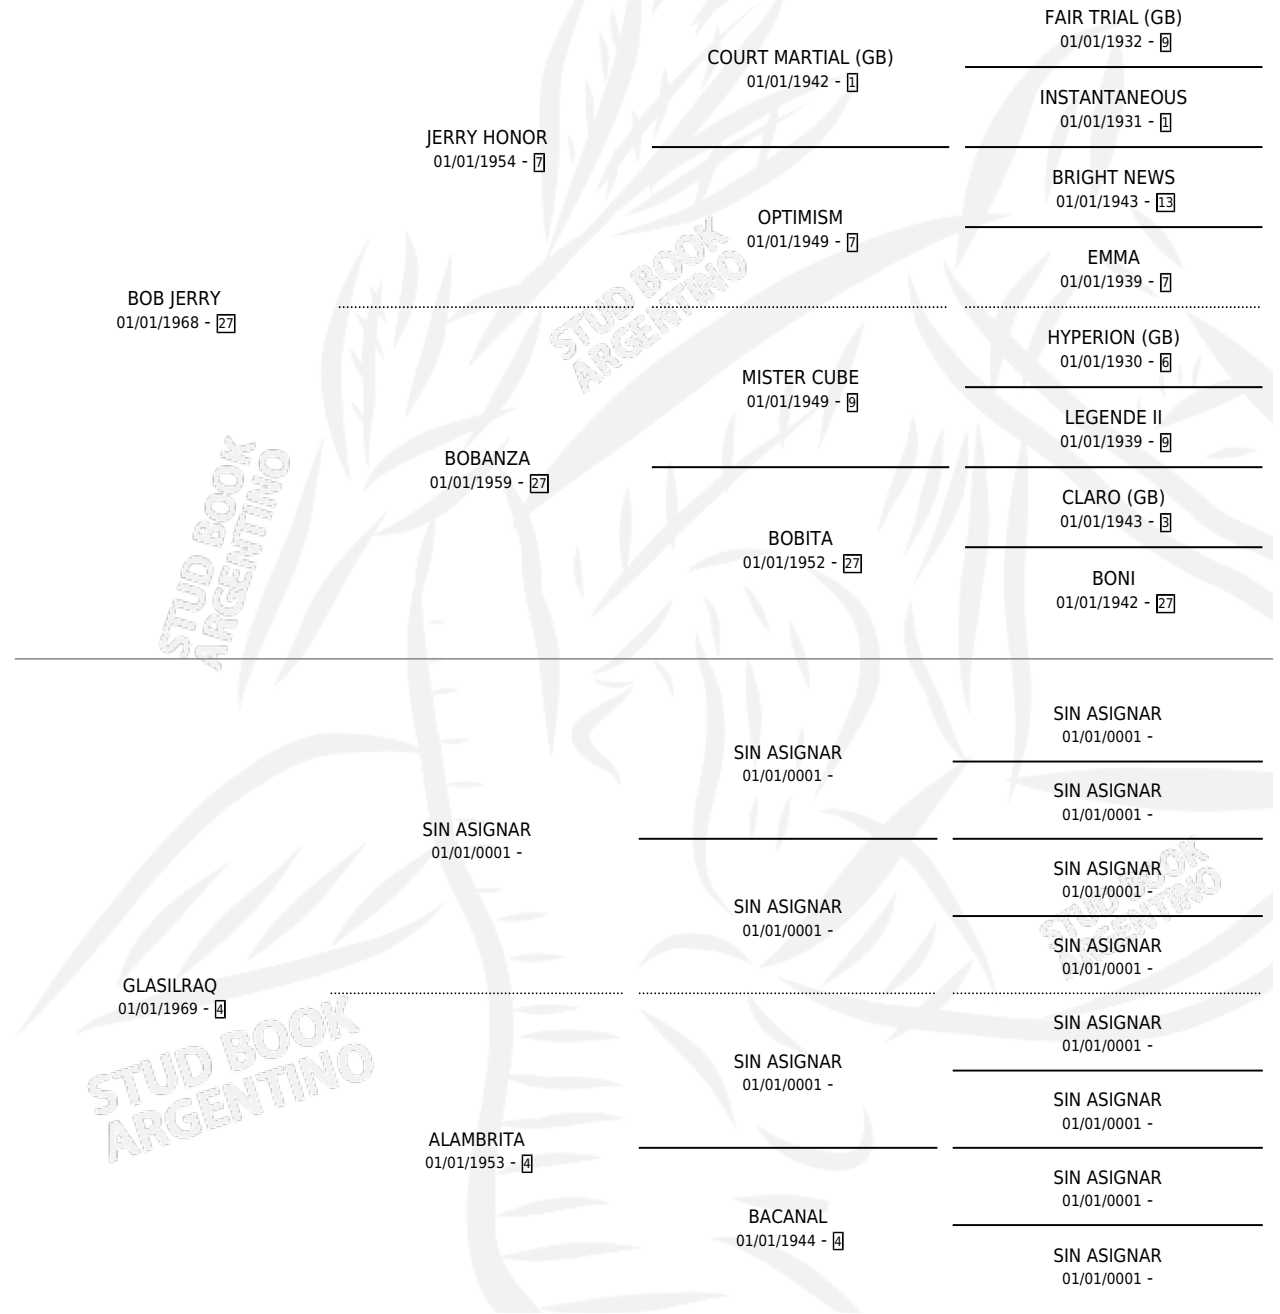 FAIR TRIAL (GB)
01/01/1932 - 9
COURT MARTIAL (GB)
01/01/1942 - 1
INSTANTANEOUS
01/01/1931 - 1
JERRY HONOR
01/01/1954 - 7
BRIGHT NEWS
01/01/1943 - 13
OPTIMISM
01/01/1949 - 7
EMMA
01/01/1939 - 7
BOB JERRY
01/01/1968 - 27
STUD BOOK
ARGENTINO
HYPERION (GB)
01/01/1930 - 6
MISTER CUBE
01/01/1949 - 9
LEGENDE II
01/01/1939 - 9
BOBANZA
01/01/1959 - 27
STUD BOOK
ARGENTINO
CLARO (GB)
01/01/1943 - 3
BOBITA
01/01/1952 - 27
BONI
01/01/1942 - 27
SIN ASIGNAR
01/01/0001 -
SIN ASIGNAR
01/01/0001 -
SIN ASIGNAR
01/01/0001 -
SIN ASIGNAR
01/01/0001 -
SIN ASIGNAR
01/01/0001 -
STUD BOOK
ARGENTINO
SIN ASIGNAR
01/01/0001 -
SIN ASIGNAR
01/01/0001 -
GLASILRAQ
01/01/1969 - 4
STUD BOOK
ARGENTINO
SIN ASIGNAR
01/01/0001 -
SIN ASIGNAR
01/01/0001 -
SIN ASIGNAR
01/01/0001 -
ALAMBRITA
01/01/1953 - 4
SIN ASIGNAR
01/01/0001 -
BACANAL
01/01/1944 - 4
SIN ASIGNAR
01/01/0001 -